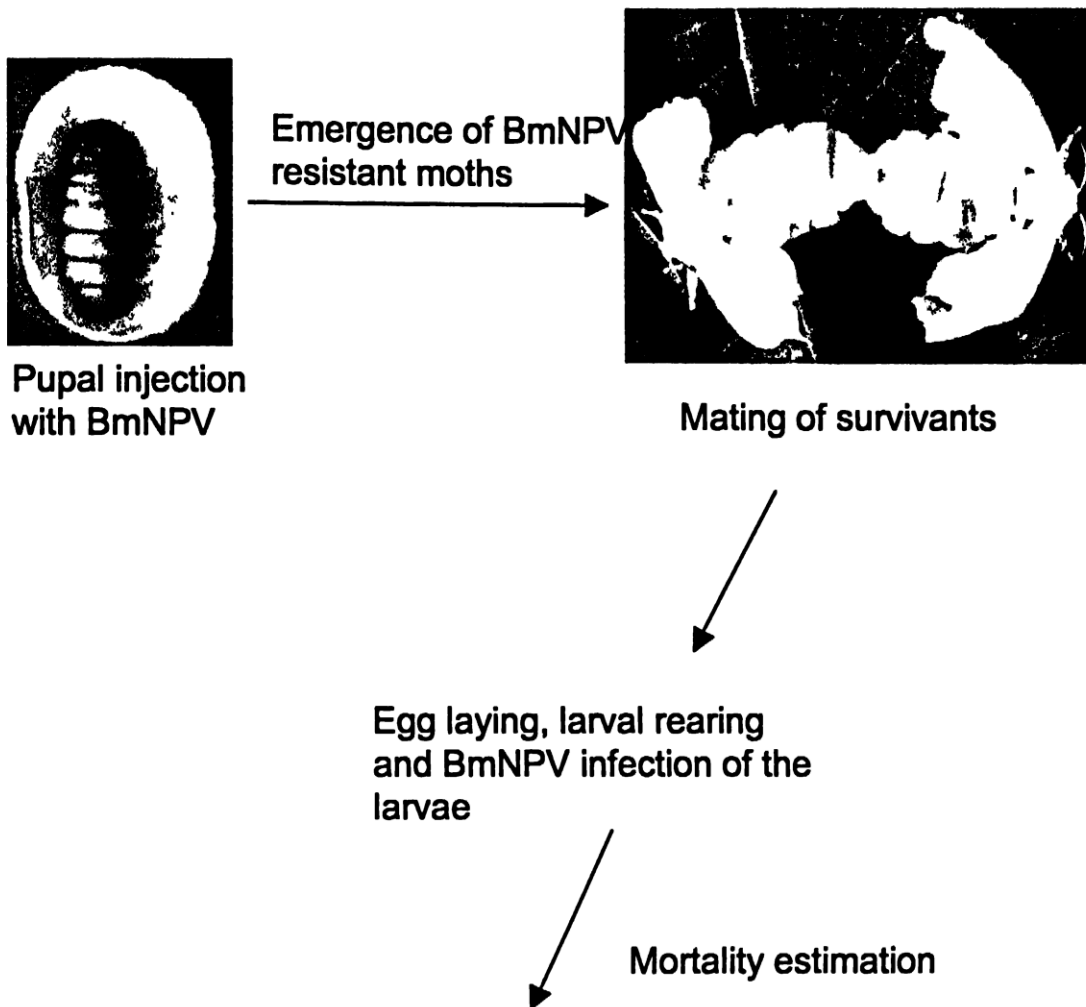 Emergence of BmNPV
resistant moths
Pupal injection
with BmNPV
Mating of survivants
Egg laying, larval rearing
and BmNPV infection of the
larvae
Mortality estimation